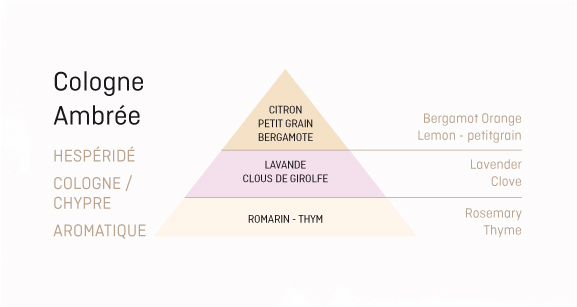 Cologne
Ambrée
HESPÉRIDÉ
COLOGNE /
CHYPRE
AROMATIQUE
CITRON
PETIT GRAIN
BERGAMOTE
LAVANDE
CLOUS DE GIROLFE
ROMARIN - THYM
Bergamot Orange
Lemon - petitgrain
Lavender
Clove
Rosemary
Thyme